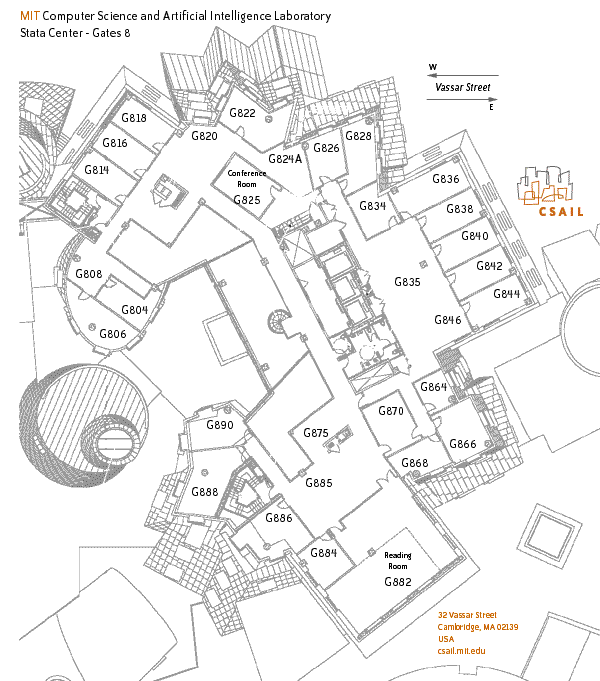 MIT Computer Science and Artificial Intelligence Laboratory
Stata Center - Gates 8
W
Vassar Street
E
G818
G822
G820
G828
G816
G826
G824A
G814
Conference
Room
G825
G836
G834
G838
CSAIL
G840
G808
G842
G835
G844
G804
G846
G806
G864
G870
G890
G875
G866
G868
G885
G888
G886
G884
Reading
Room
G882
32 Vassar Street
Cambridge, MA 02139
USA
csail.mit.edu